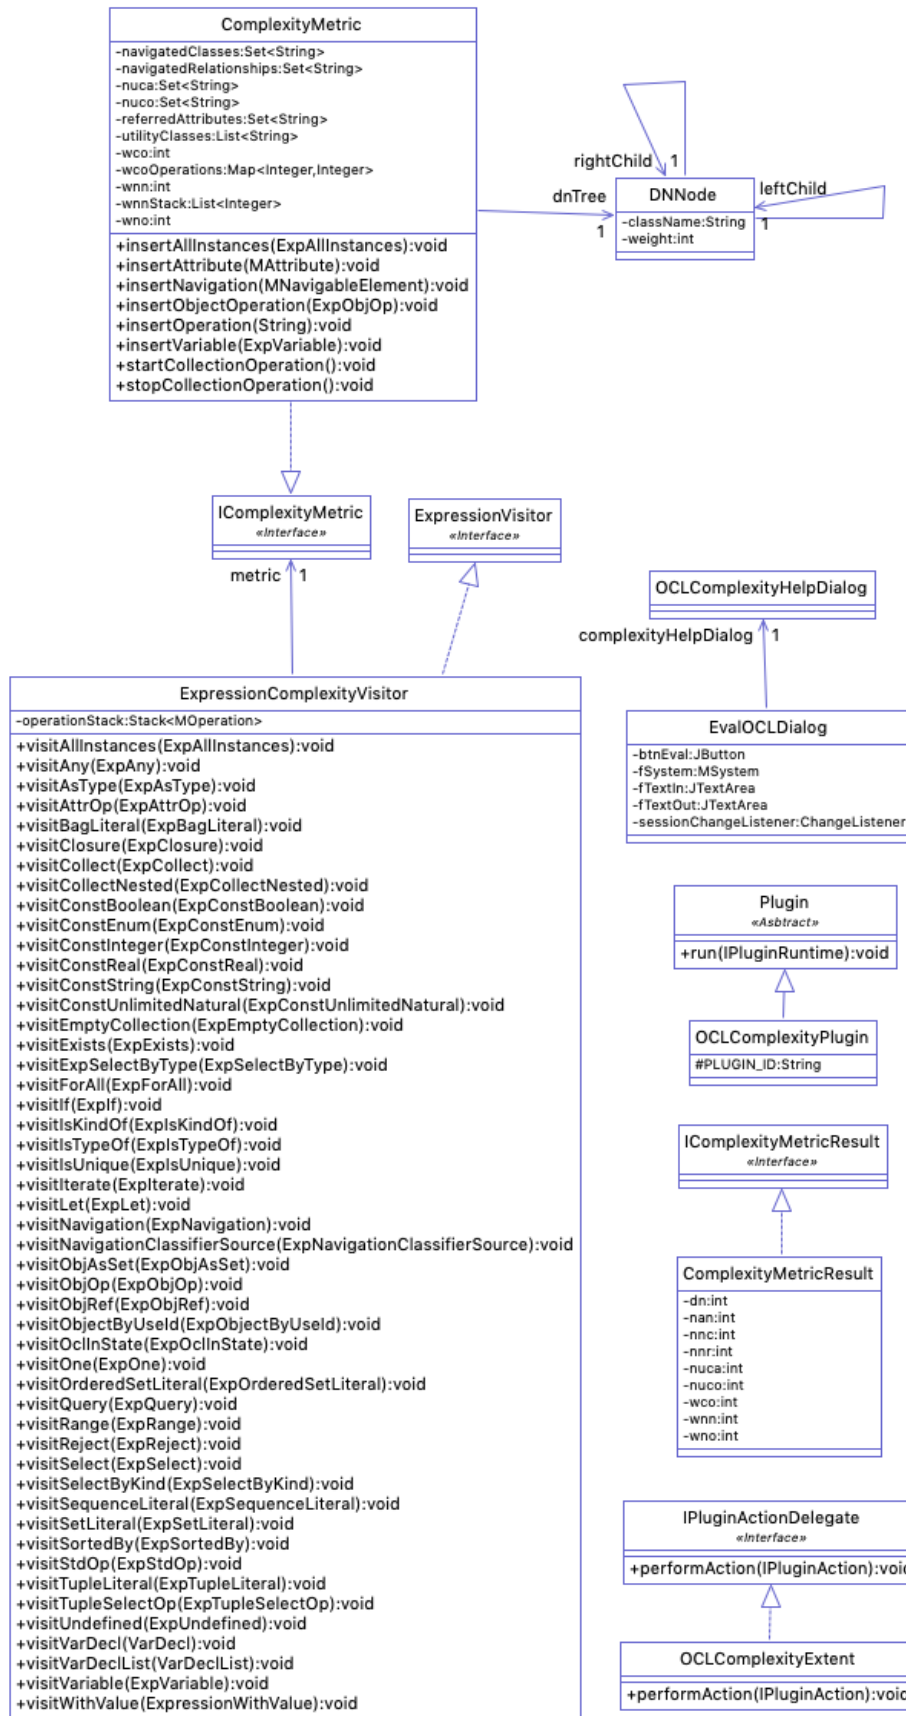 ComplexityMetric
-navigatedClasses:Set<String>
-navigatedRelationships:Set<String>
-nuca:Set<String>
-nuco:Set<String>
-referredAttributes:Set<String>
-utilityClasses:List<String>
-wco:int
-wcoOperations:Map<Integer,Integer>
-wnn:int
-wnnStack:List<Integer>
-wno:int
+insertAllInstances(ExpAllInstances):void
+insertAttribute(MAttribute):void
+insertNavigation(MNavigableElement):void
+insertObjectOperation(ExpObjOp):void
+insertOperation(String):void
+insertVariable(ExpVariable):void
+startCollectionOperation():void
+stopCollectionOperation():void
rightChild 1
dnTree
1
DNNode
-className:String
-weight:int
leftChild
1
IComplexityMetric
«Interface»
metric 1
ExpressionVisitor
«Interface»
OCLComplexityHelpDialog
complexityHelpDialog 1
ExpressionComplexityVisitor
-operationStack:Stack<MOperation>
+visitAllInstances(ExpAllInstances):void
+visitAny(ExpAny):void
+visitAsType(ExpAsType):void
+visitAttrOp(ExpAttrOp):void
+visitBagLiteral(ExpBagLiteral):void
+visitClosure(ExpClosure):void
+visitCollect(ExpCollect):void
+visitCollectNested(ExpCollectNested):void
+visitConstBoolean(ExpConstBoolean):void
+visitConstEnum(ExpConstEnum):void
+visitConstInteger(ExpConstInteger):void
+visitConstReal(ExpConstReal):void
+visitConstString(ExpConstString):void
+visitConstUnlimitedNatural(ExpConstUnlimitedNatural):void
+visitEmptyCollection(ExpEmptyCollection):void
+visitExists(ExpExists):void
+visitExpSelectByType(ExpSelectByType):void
+visitForAll(ExpForAll):void
+visitIf(ExpIf):void
+visitIsKindOf(ExpIsKindOf):void
+visitIsTypeOf(ExpIsTypeOf):void
+visitIsUnique(ExpIsUnique):void
+visitIterate(ExpIterate):void
+visitLet(ExpLet):void
+visitNavigation(ExpNavigation):void
+visitNavigationClassifierSource(ExpNavigationClassifierSource):void
+visitObjAsSet(ExpObjAsSet):void
+visitObjOp(ExpObjOp):void
+visitObjRef(ExpObjRef):void
+visitObjectByUseId(ExpObjectByUseId):void
+visitOclInState(ExpOclInState):void
+visitOne(ExpOne):void
+visitOrderedSetLiteral(ExpOrderedSetLiteral):void
+visitQuery(ExpQuery):void
+visitRange(ExpRange):void
+visitReject(ExpReject):void
+visitSelect(ExpSelect):void
+visitSelectByKind(ExpSelectByKind):void
+visitSequenceLiteral(ExpSequenceLiteral):void
+visitSetLiteral(ExpSetLiteral):void
+visitSortedBy(ExpSortedBy):void
+visitStdOp(ExpStdOp):void
+visitTupleLiteral(ExpTupleLiteral):void
+visitTupleSelectOp(ExpTupleSelectOp):void
+visitUndefined(ExpUndefined):void
+visitVarDecl(VarDecl):void
+visitVarDeclList(VarDeclList):void
+visitVariable(ExpVariable):void
+visitWithValue(ExpressionWithValue):void
EvalOCLDialog
-btnEval:JButton
-fSystem:MSystem
-fTextIn:JTextArea
-fTextOut:JTextArea
-sessionChangeListener:ChangeListener
Plugin
«Asbtract»
+run(IPluginRuntime):void
OCLComplexityPlugin
#PLUGIN_ID:String
IComplexityMetricResult
«Interface»
ComplexityMetricResult
-dn:int
-nan:int
-nnc:int
-nnr:int
-nuca:int
-nuco:int
-wco:int
-wnn:int
-wno:int
IPluginActionDelegate
«Interface»
+performAction(IPluginAction):void
OCLComplexityExtent
+performAction(IPluginAction):void